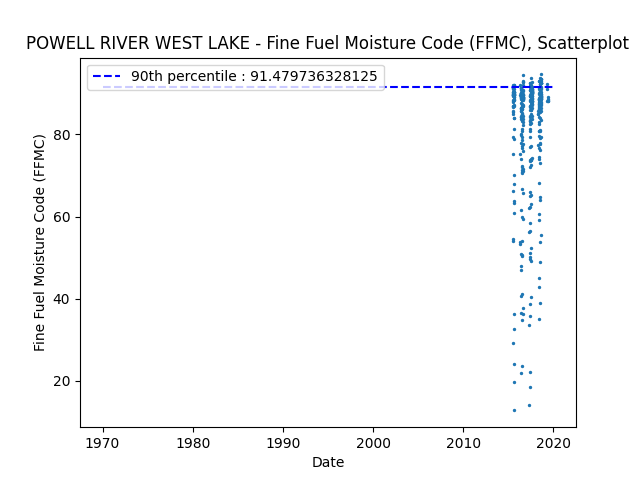 POWELL RIVER WEST LAKE - Fine Fuel Moisture Code (FFMC), Scatterplot
90th percentile : 91.479736328125
Fine Fuel Moisture Code (FFMC)
80
60
40
20
1970 1980 1990 2000 2010 2020
Date